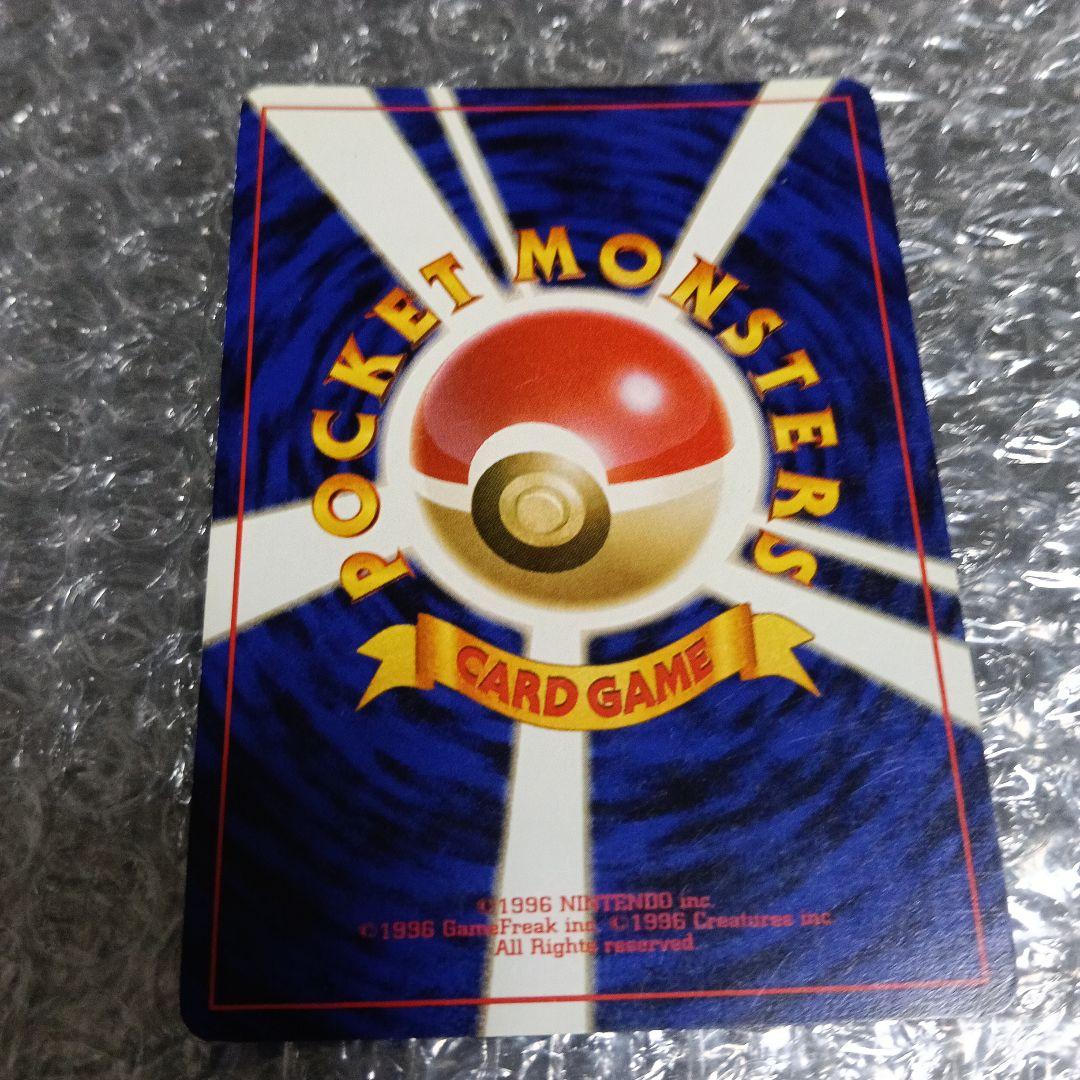 POCKET MONSTERS
CARD GAME
©1996 NINTENDO inc.
©1996 GameFreak inc. ©1996 Creatures inc.
All Rights reserved.